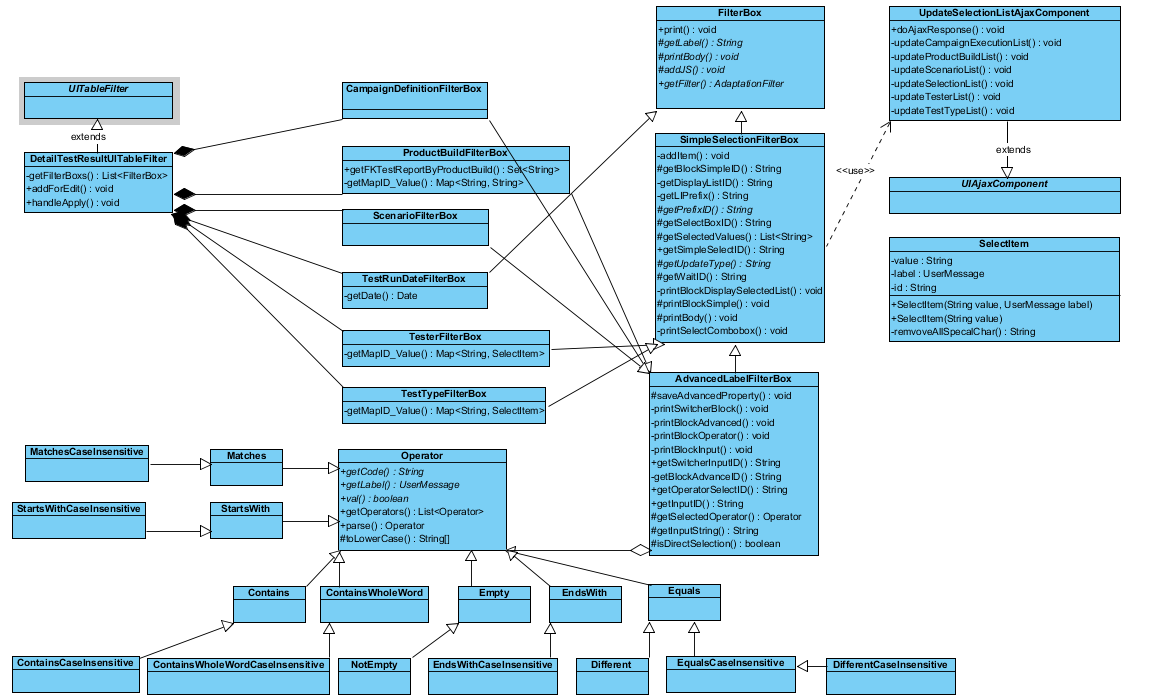 FilterBox
+print() : void
#getLabel() : String
#printBody() : void
#addJS() : void
+getFilter() : AdaptationFilter
UpdateSelectionListAjaxComponent
+doAjaxResponse() : void
-updateCampaignExecutionList() : void
-updateProductBuildList() : void
-updateScenarioList() : void
-updateSelectionList() : void
-updateTesterList() : void
-updateTestTypeList() : void
UITableFilter
extends
DetailTestResultUITableFilter
-getFilterBoxs() : List<FilterBox>
+addForEdit() : void
+handleApply() : void
CampaignDefinitionFilterBox
ProductBuildFilterBox
+getFKTestReportByProductBuild() : Set<String>
-getMapID_Value() : Map<String, String>
ScenarioFilterBox
TestRunDateFilterBox
-getDate() : Date
TesterFilterBox
-getMapID_Value() : Map<String, SelectItem>
TestTypeFilterBox
-getMapID_Value() : Map<String, SelectItem>
SimpleSelectionFilterBox
-addItem() : void
#getBlockSimpleID() : String
-getDisplayListID() : String
-getLIPrefix() : String
#getPrefixID() : String
#getSelectBoxID() : String
#getSelectedValues() : List<String>
+getSimpleSelectID() : String
#getUpdateType() : String
#getWaitID() : String
-printBlockDisplaySelectedList() : void
#printBlockSimple() : void
#printBody() : void
-printSelectCombobox() : void
<<use>>
extends
UIAjaxComponent
SelectItem
-value : String
-label : UserMessage
-id : String
+SelectItem(String value, UserMessage label)
+SelectItem(String value)
-removoveAllSpecalChar() : String
AdvancedLabelFilterBox
#saveAdvancedProperty() : void
-printSwitcherBlock() : void
-printBlockAdvanced() : void
-printBlockOperator() : void
-printBlockInput() : void
+getSwitcherInputID() : String
-getBlockAdvanceID() : String
+getOperatorSelectID() : String
+getInputID() : String
#getSelectedOperator() : Operator
#getInputString() : String
#isDirectSelection() : boolean
MatchesCaseInsensitive
Matches
StartsWithCaseInsensitive
StartsWith
Operator
+getCode() : String
+getLabel() : UserMessage
+val() : boolean
+getOperators() : List<Operator>
+parse() : Operator
#toLowerCase() : String[]
Contains
ContainsWholeWord
Empty
EndsWith
Equals
ContainsCaseInsensitive
ContainsWholeWordCaseInsensitive
NotEmpty
EndsWithCaseInsensitive
Different
EqualsCaseInsensitive
DifferentCaseInsensitive